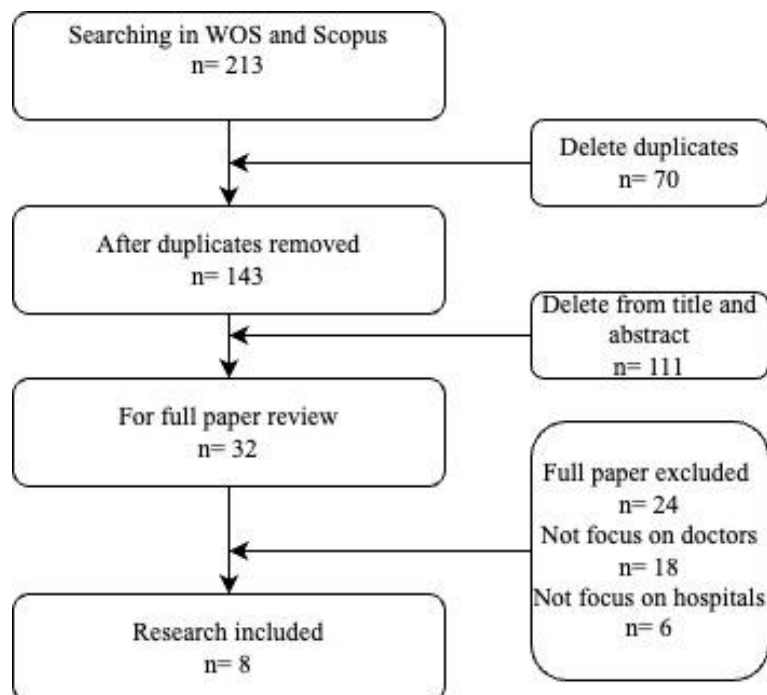 Searching in WOS and Scopus
n= 213
Delete duplicates
n= 70
After duplicates removed
n= 143
Delete from title and
abstract
n= 111
For full paper review
n= 32
Full paper excluded
n= 24
Not focus on doctors
n= 18
Not focus on hospitals
n= 6
Research included
n= 8